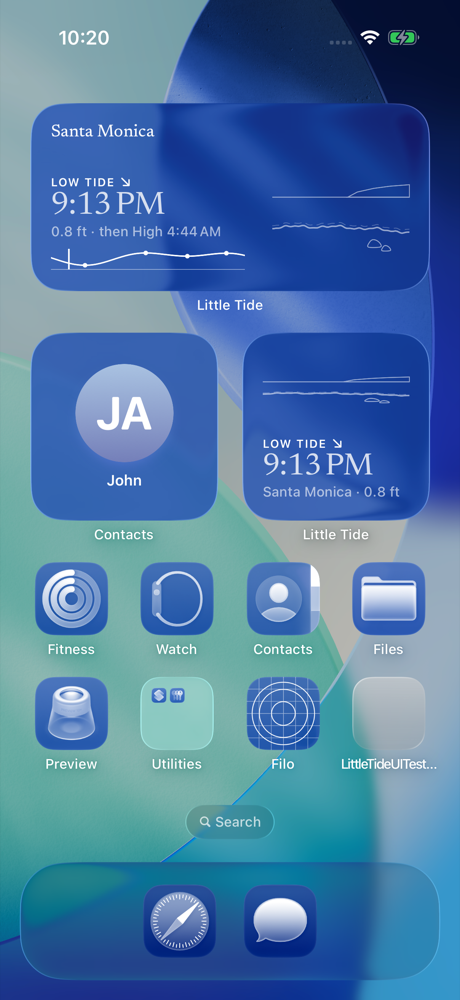 10:20
Santa Monica
LOW TIDE ↘
9:13 PM
0.8 ft · then High 4:44 AM
Little Tide
JA
John
Contacts
LOW TIDE ↘
9:13 PM
Santa Monica · 0.8 ft
Little Tide
Fitness
Watch
Contacts
Files
Preview
Utilities
Filo
LittleTideUITest...
Search